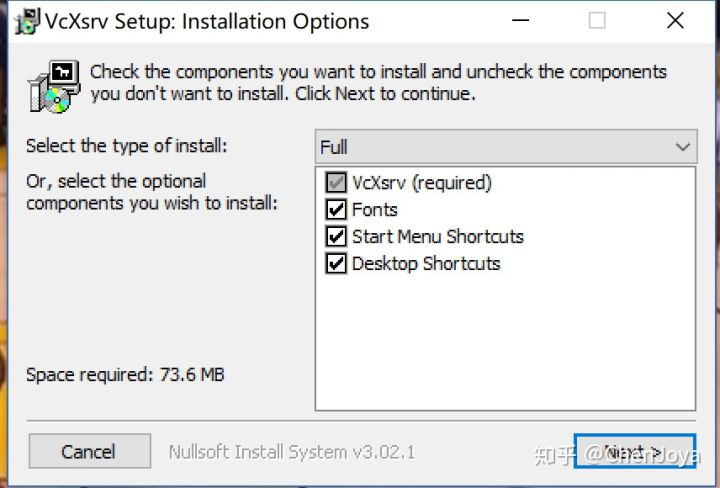 VcXsrv Setup: Installation Options
Check the components you want to install and uncheck the components
you don't want to install. Click Next to continue.
Select the type of install:
Full
Or, select the optional
components you wish to install:
VcXsrv (required)
Fonts
Start Menu Shortcuts
Desktop Shortcuts
Space required: 73.6 MB
Cancel
Nullsoft Install System v3.02.1
Next >
知乎 @ChenJoya